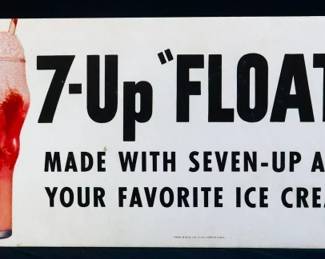 7-Up "FLOAT
MADE WITH SEVEN-UP A
YOUR FAVORITE ICE CREA